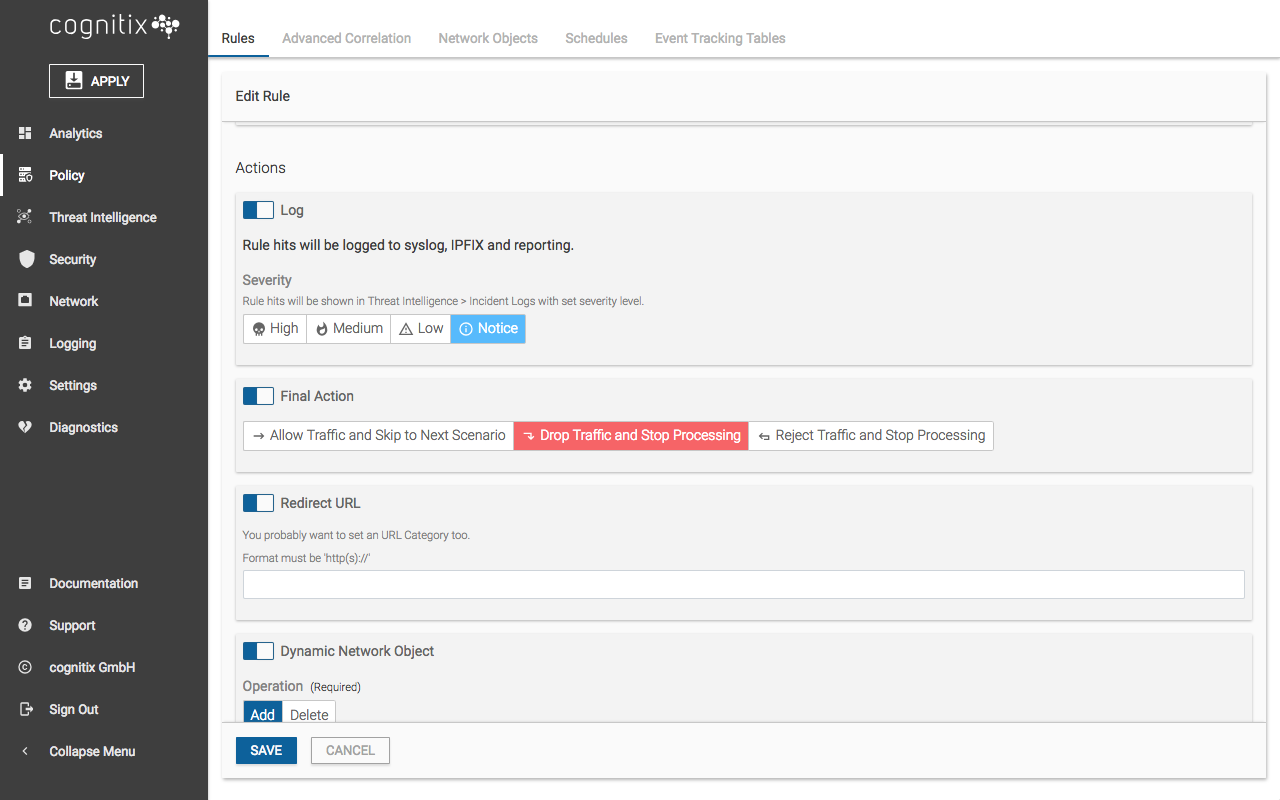 cognitix
APPLY
Analytics
Policy
Threat Intelligence
Security
Network
Logging
Settings
Diagnostics
Documentation
Support
cognitix GmbH
Sign Out
Collapse Menu
Rules Advanced Correlation Network Objects Schedules Event Tracking Tables
Edit Rule
Actions
Log
Rule hits will be logged to syslog, IPFIX and reporting.
Severity
Rule hits will be shown in Threat Intelligence > Incident Logs with set severity level.
High Medium Low Notice
Final Action
Allow Traffic and Skip to Next Scenario Drop Traffic and Stop Processing Reject Traffic and Stop Processing
Redirect URL
You probably want to set an URL Category too.
Format must be 'http(s)://'
Dynamic Network Object
Operation (Required)
Add Delete
SAVE CANCEL